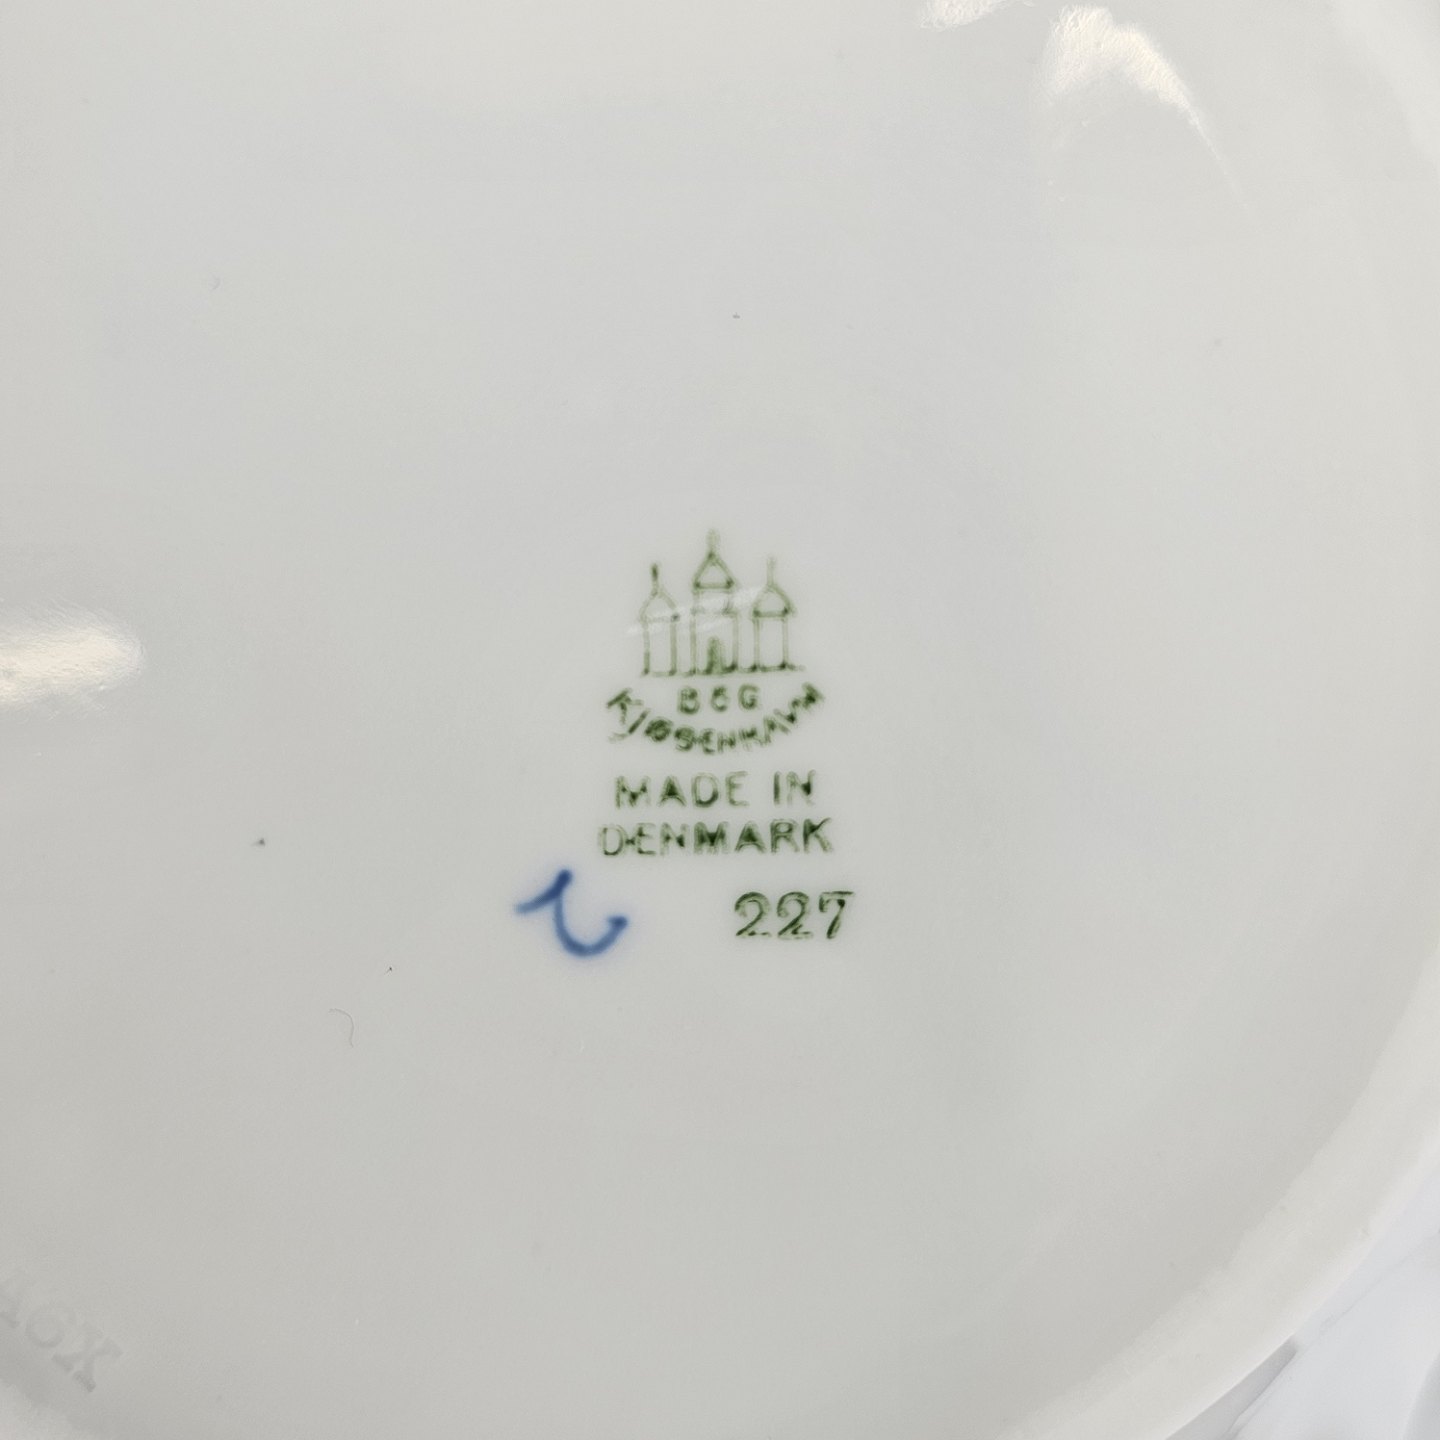 B&G
KJØBENHAVN
MADE IN
DENMARK
227